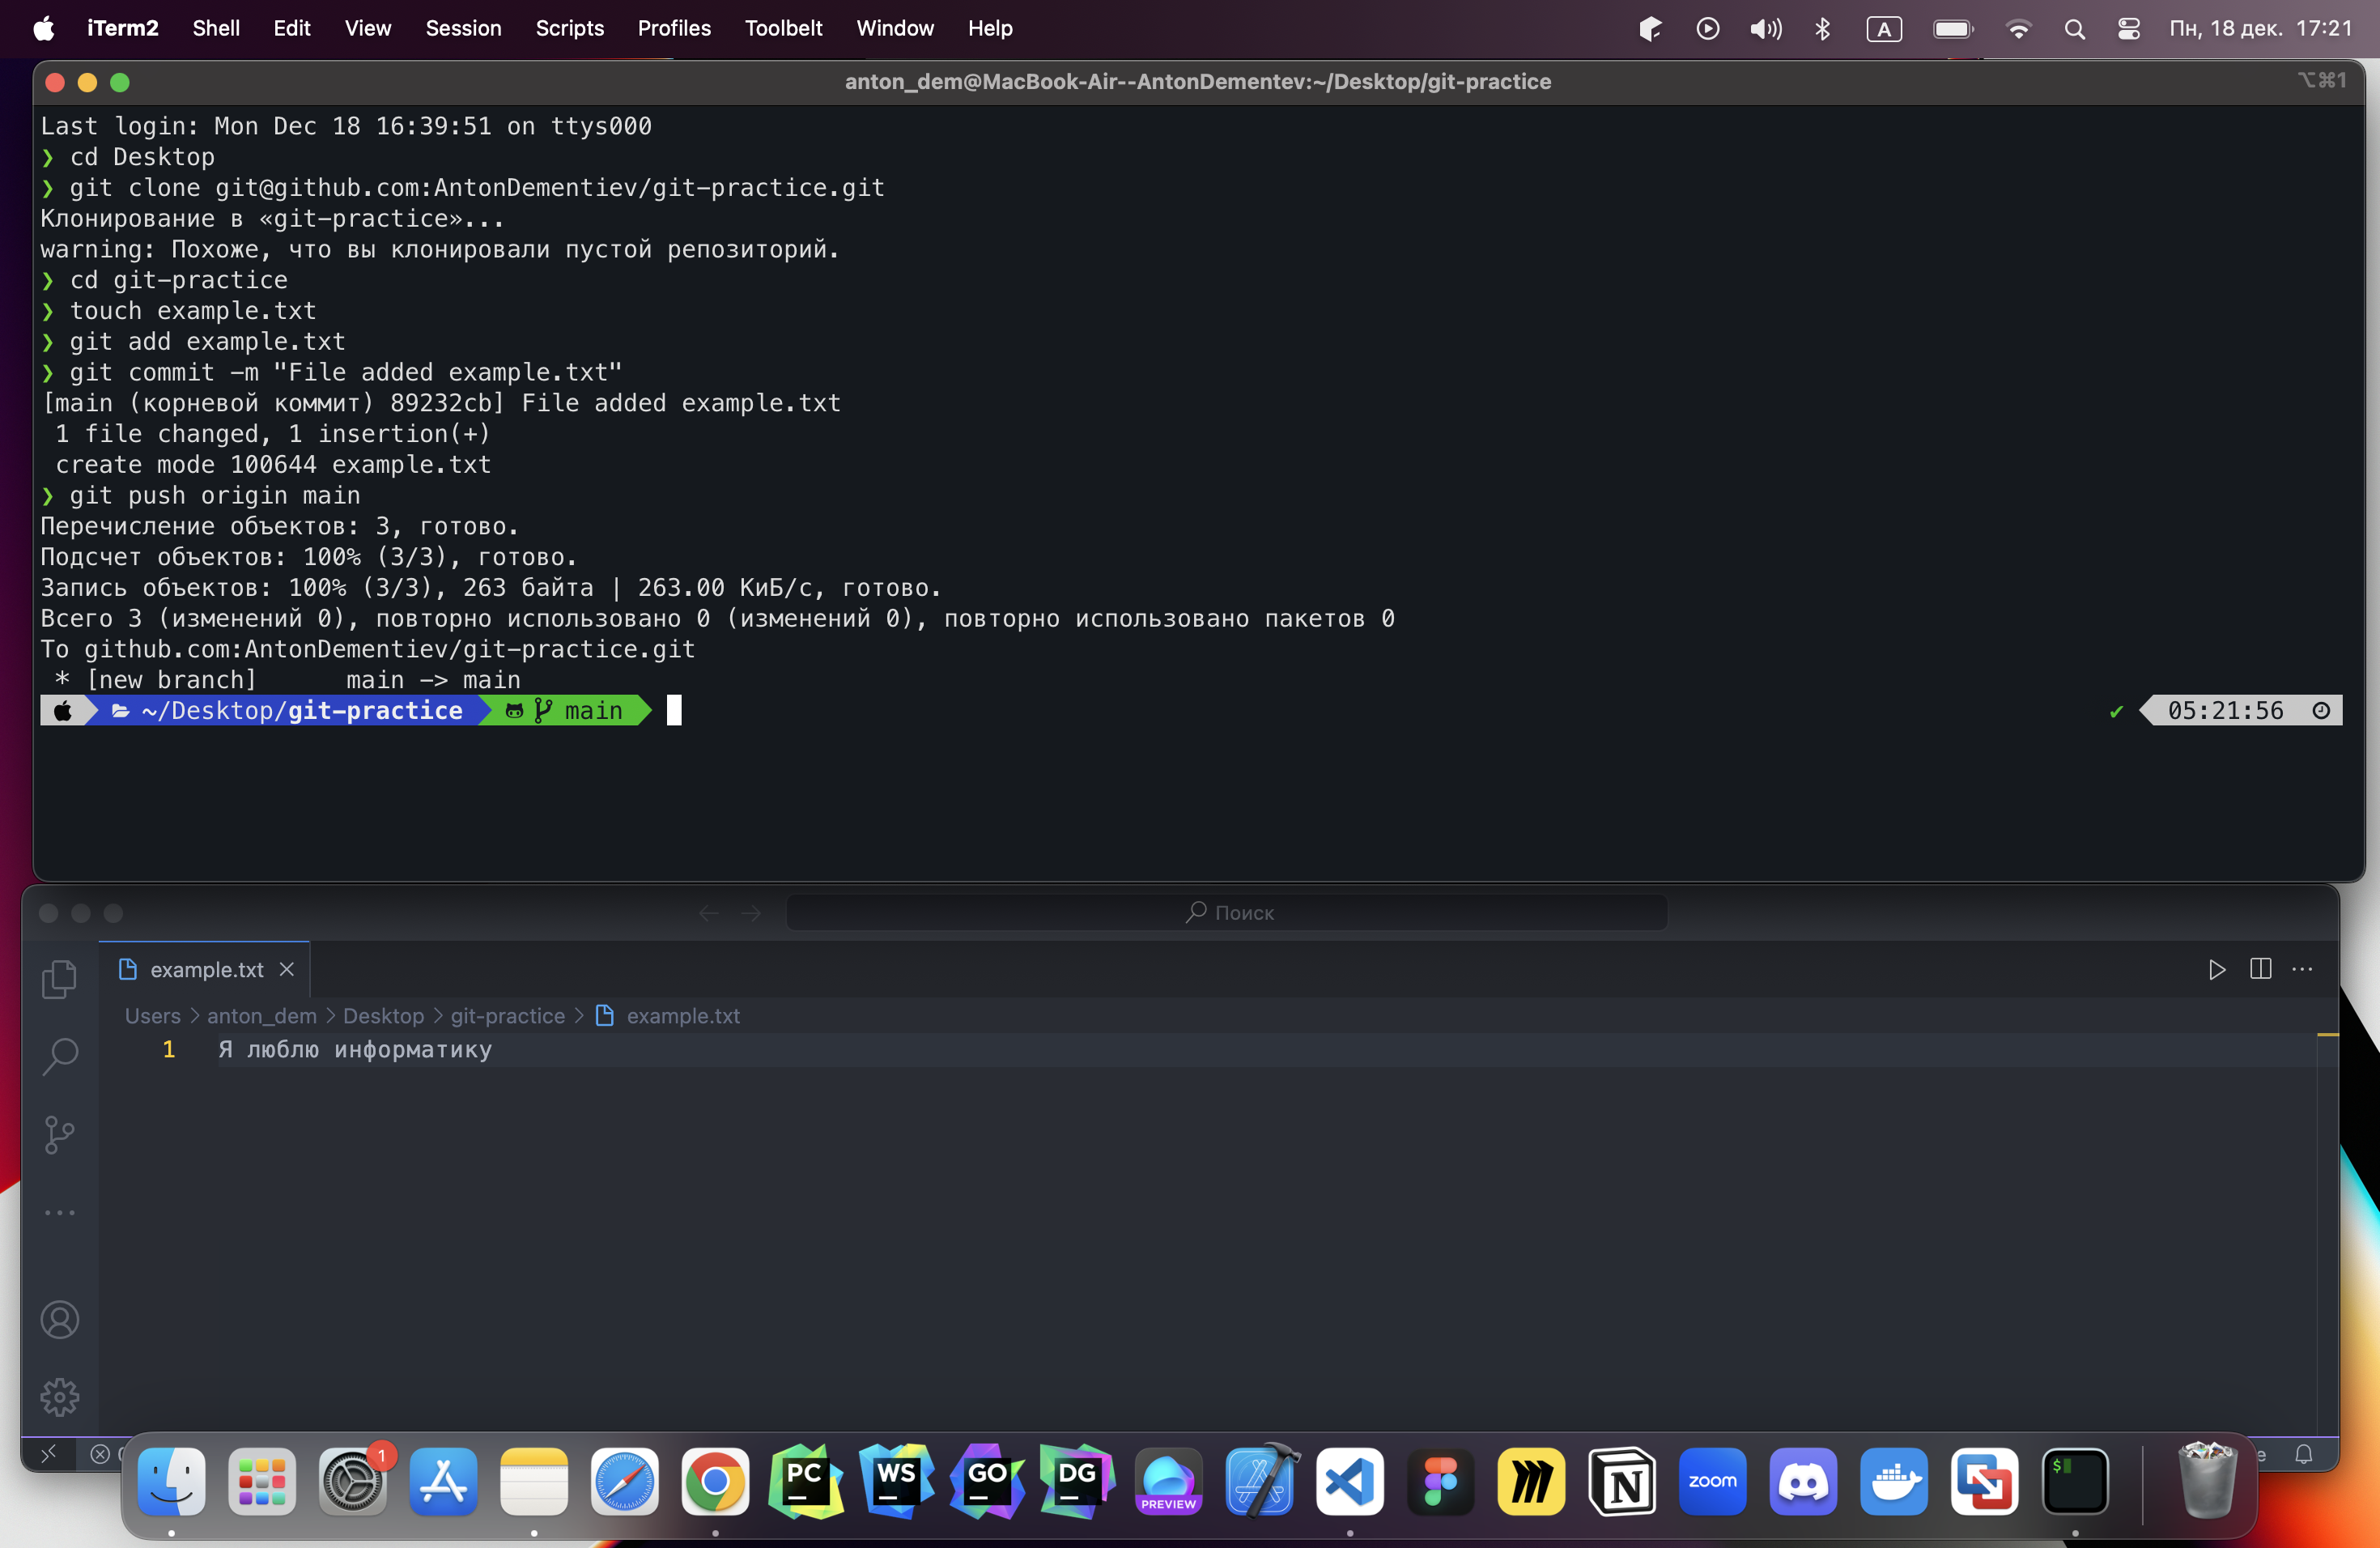 iTerm2 Shell Edit View Session Scripts Profiles Toolbelt Window Help A Пн, 18 дек. 17:21
anton_dem@MacBook-Air--AntonDementev:~/Desktop/git-practice ⌥⌘1
Last login: Mon Dec 18 16:39:51 on ttys000
❯ cd Desktop
❯ git clone git@github.com:AntonDementiev/git-practice.git
Клонирование в «git-practice»...
warning: Похоже, что вы клонировали пустой репозиторий.
❯ cd git-practice
❯ touch example.txt
❯ git add example.txt
❯ git commit -m "File added example.txt"
[main (корневой коммит) 89232cb] File added example.txt
1 file changed, 1 insertion(+)
create mode 100644 example.txt
❯ git push origin main
Перечисление объектов: 3, готово.
Подсчет объектов: 100% (3/3), готово.
Запись объектов: 100% (3/3), 263 байта | 263.00 КиБ/с, готово.
Всего 3 (изменений 0), повторно использовано 0 (изменений 0), повторно использовано пакетов 0
To github.com:AntonDementiev/git-practice.git
* [new branch] main -> main
~/Desktop/git-practice main ✔ 05:21:56
Поиск
example.txt
Users > anton_dem > Desktop > git-practice > example.txt
1 Я люблю информатику
1
PC WS GO DG PREVIEW N zoom $